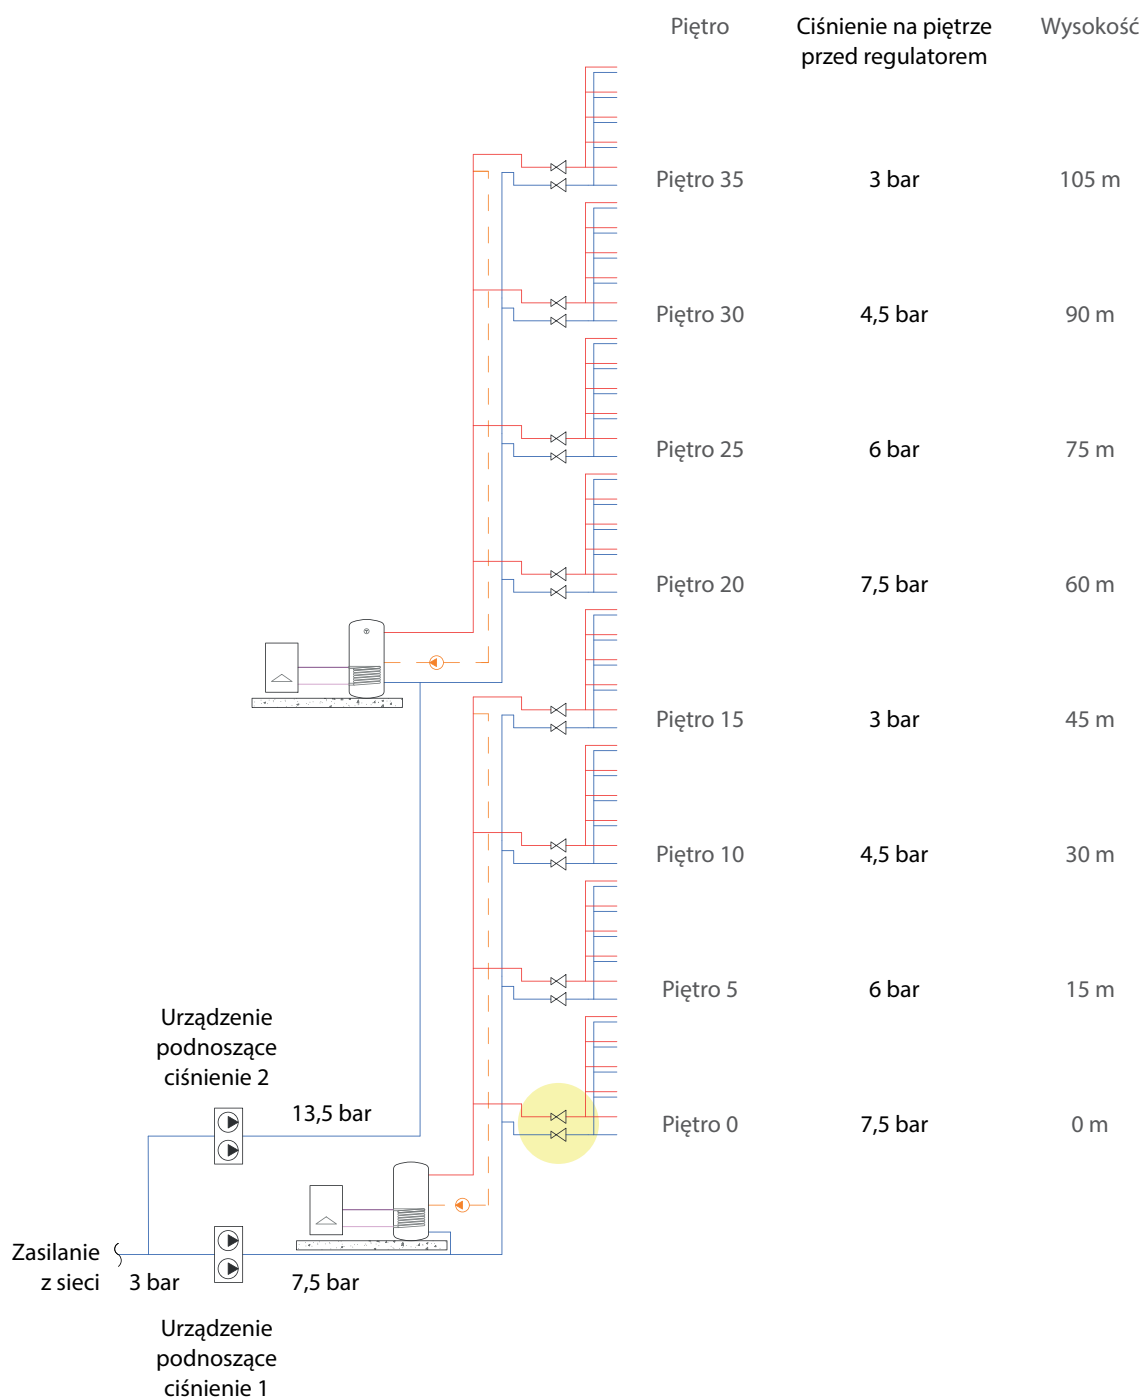 Piętro
Ciśnienie na piętrze
przed regulatorem
Wysokość
Piętro 35 3 bar 105 m
Piętro 30 4,5 bar 90 m
Piętro 25 6 bar 75 m
Piętro 20 7,5 bar 60 m
Piętro 15 3 bar 45 m
Piętro 10 4,5 bar 30 m
Piętro 5 6 bar 15 m
Urządzenie
podnoszące
ciśnienie 2
13,5 bar
Piętro 0 7,5 bar 0 m
Zasilanie
z sieci
3 bar
7,5 bar
Urządzenie
podnoszące
ciśnienie 1